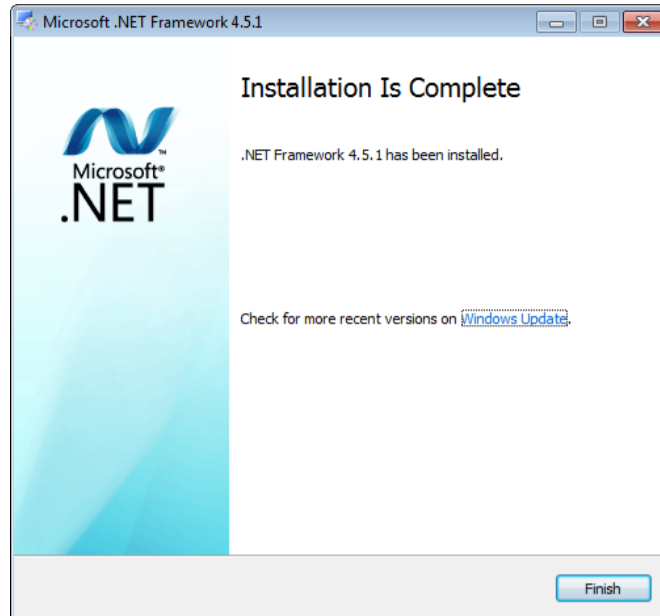 Microsoft .NET Framework 4.5.1
Installation Is Complete
.NET Framework 4.5.1 has been installed.
Microsoft®
.NET
Check for more recent versions on Windows Update.
Finish